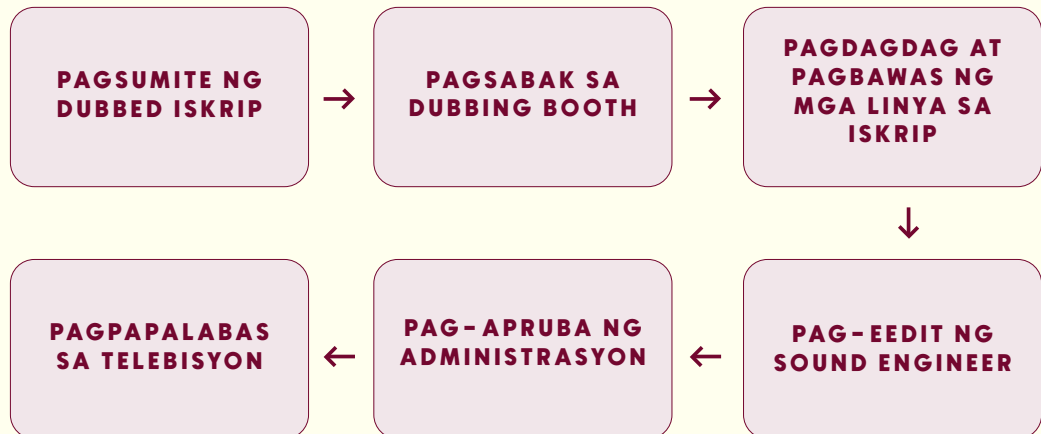 PAGSUMITE NG
DUBBED ISKRIP
PAGSABAK SA
DUBBING BOOTH
PAGDAGDAG AT
PAGBAWAS NG
MGA LINYA SA
ISKRIP
PAG-EEDIT NG
SOUND ENGINEER
PAG-APRUBA NG
ADMINISTRASYON
PAGPAPALABAS
SA TELEBISYON